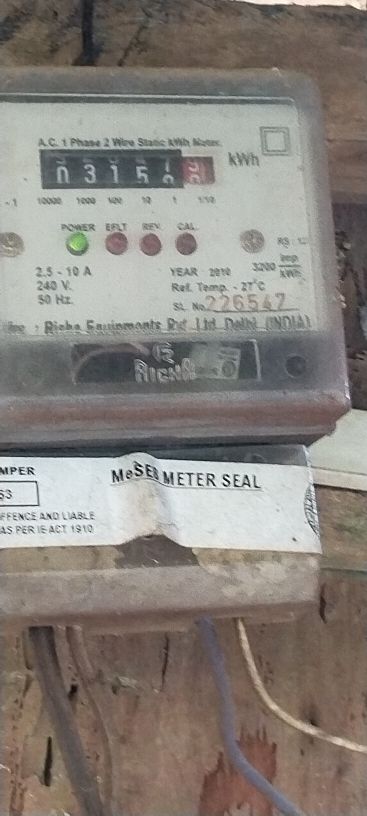 A.C. 1 Phase 2 Wire Static kWh Meter.
0 3 1 5
kWh
10000 1000 100 10 1 1/10
POWER EFLT REV. CAL.
2.5 - 10 A
240 V.
50 Hz.
YEAR 2010
3200 imp/kWh
Ref. Temp. - 27°C
SL No. 226547
Richa Equipments Pvt. Ltd. Delhi (INDIA)
RICHA
MPER
53
MeSEB METER SEAL
FFENCE AND LIABLE
AS PER IE ACT 1910